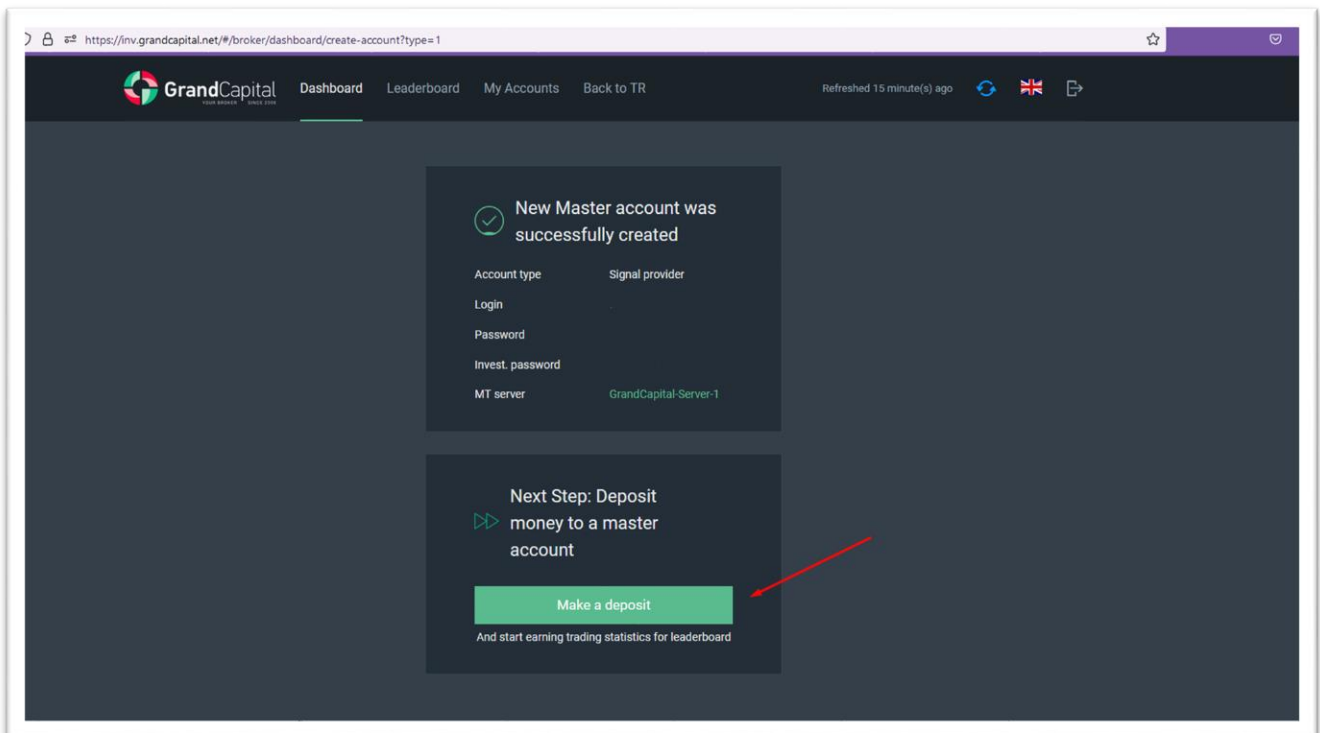 https://inv.grandcapital.net/#/broker/dashboard/create-account?type=1
GrandCapital Dashboard Leaderboard My Accounts Back to TR Refreshed 15 minute(s) ago
YOUR BROKER SINCE 2006
New Master account was
successfully created
Account type Signal provider
Login
Password
Invest. password
MT server GrandCapital-Server-1
Next Step: Deposit
money to a master
account
Make a deposit
And start earning trading statistics for leaderboard